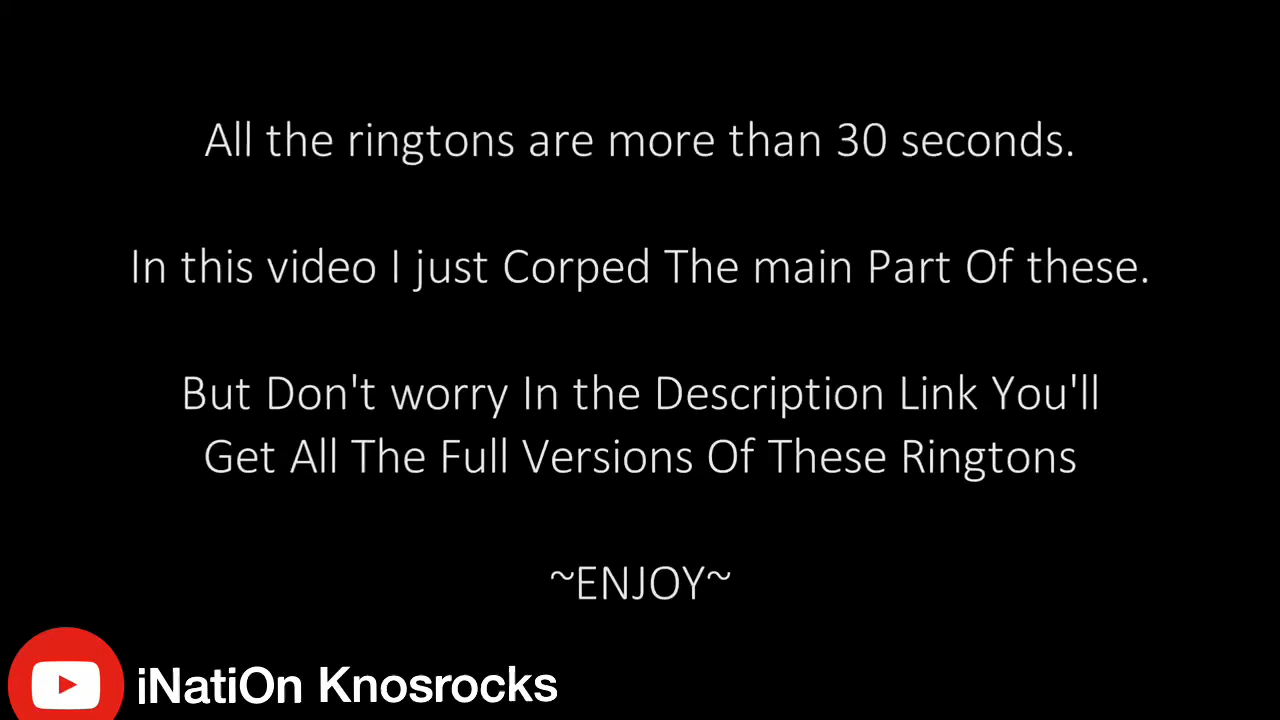 All the ringtons are more than 30 seconds.
In this video I just Corped The main Part Of these.
But Don't worry In the Description Link You'll
Get All The Full Versions Of These Ringtons
~ENJOY~
iNatiOn Knosrocks